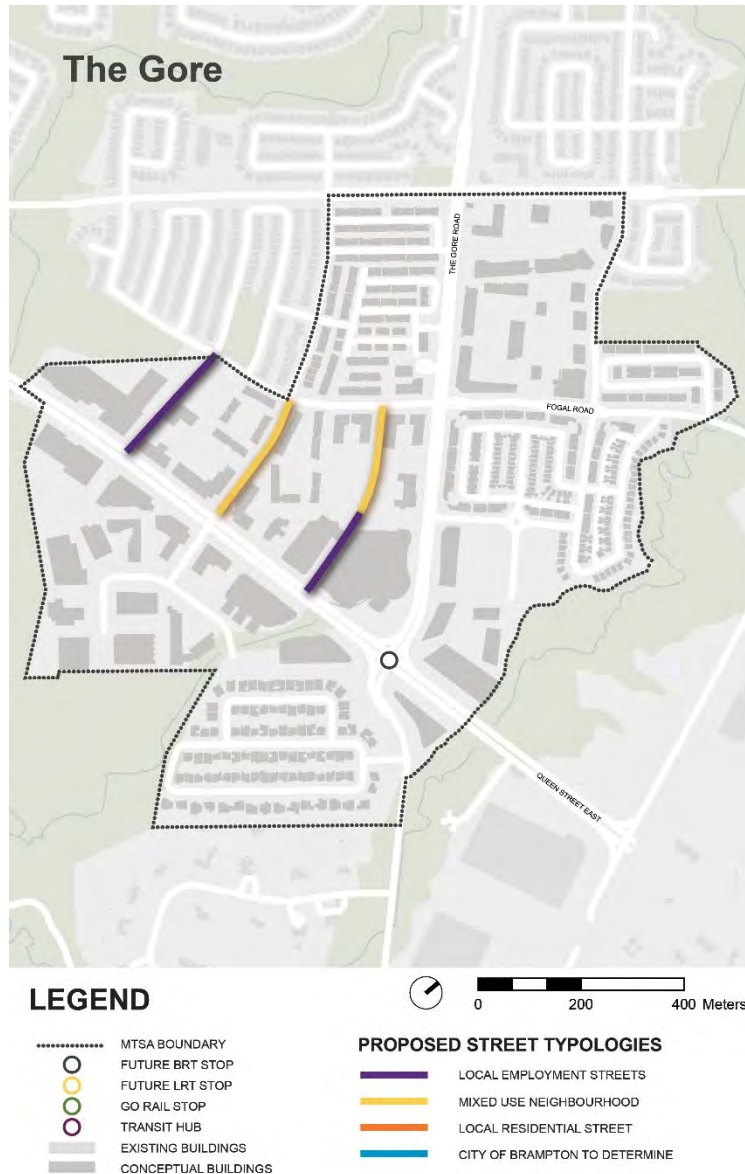 The Gore
THE GORE ROAD
FOGAL ROAD
QUEEN STREET EAST
LEGEND
0 200 400 Meters
MTSA BOUNDARY
FUTURE BRT STOP
FUTURE LRT STOP
GO RAIL STOP
TRANSIT HUB
EXISTING BUILDINGS
CONCEPTUAL BUILDINGS
PROPOSED STREET TYPOLOGIES
LOCAL EMPLOYMENT STREETS
MIXED USE NEIGHBOURHOOD
LOCAL RESIDENTIAL STREET
CITY OF BRAMPTON TO DETERMINE